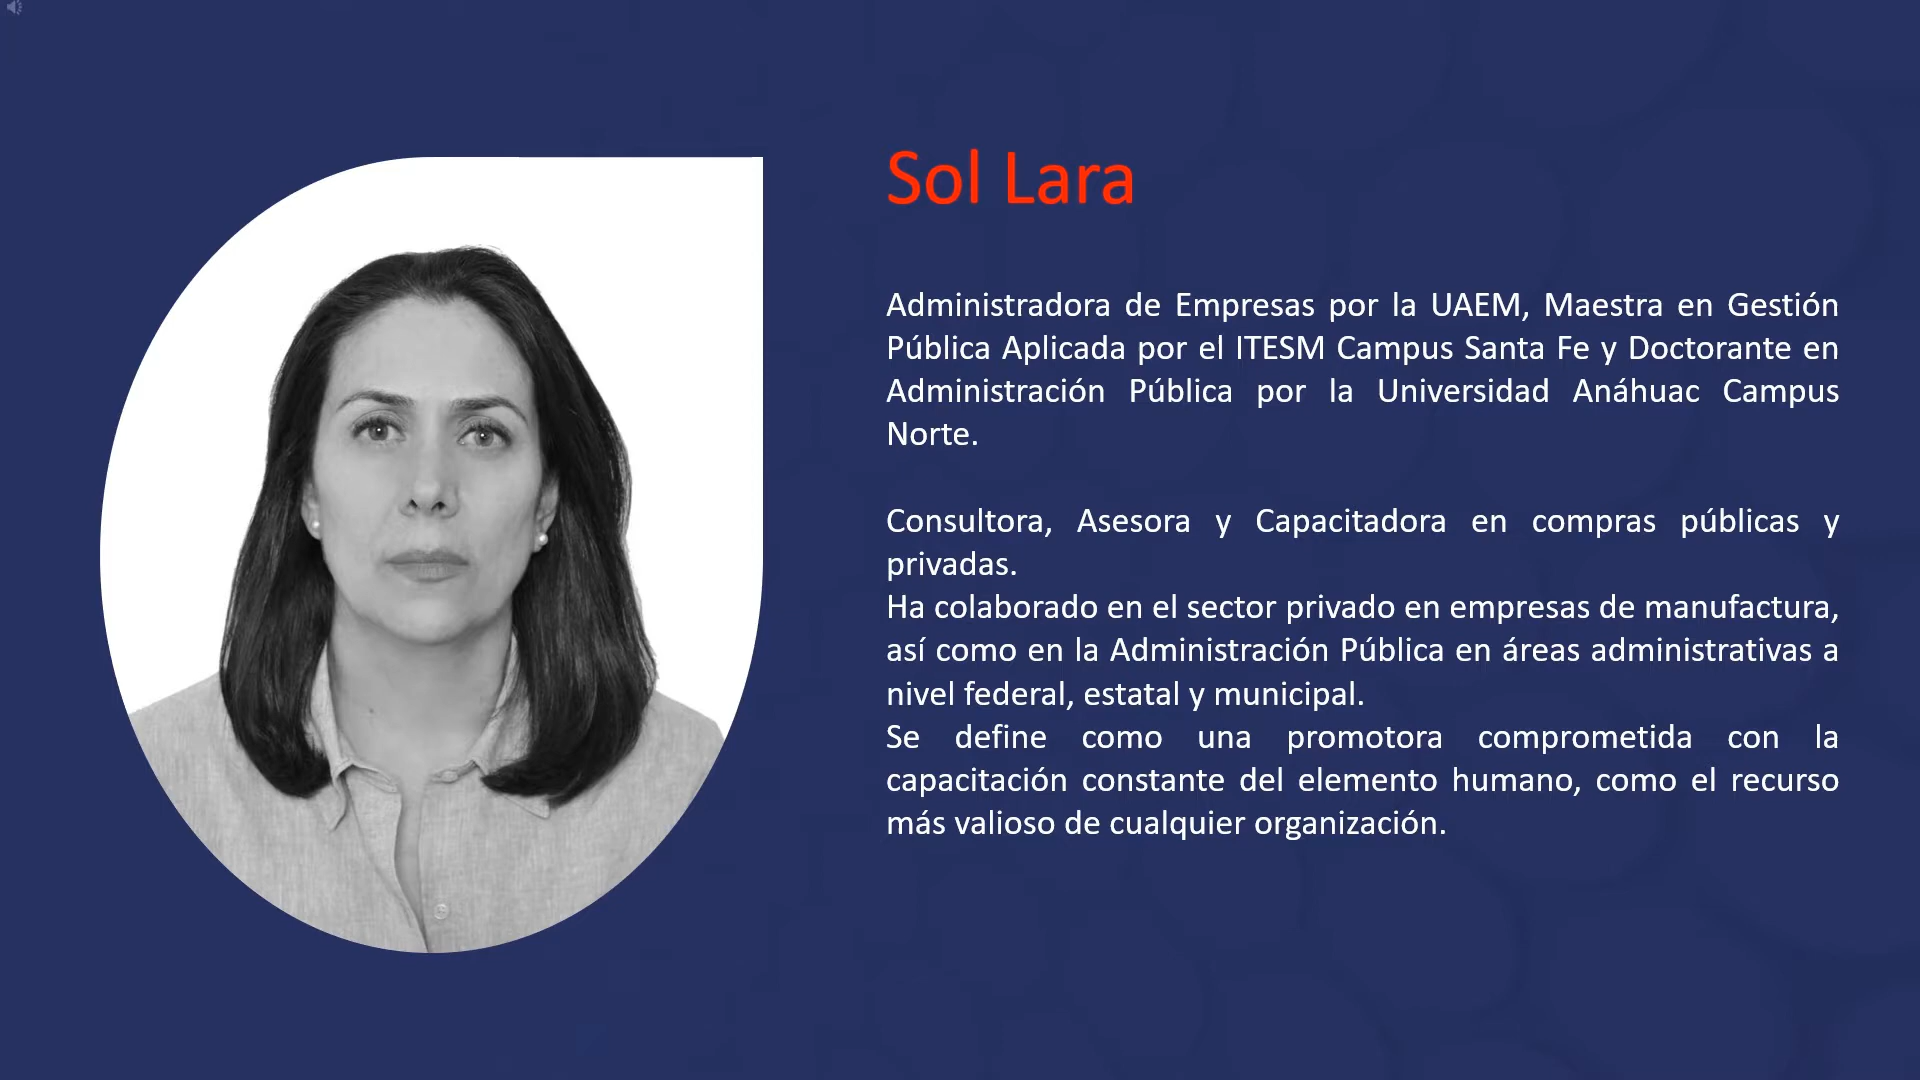 Sol Lara
Administradora de Empresas por la UAEM, Maestra en Gestión
Pública Aplicada por el ITESM Campus Santa Fe y Doctorante en
Administración Pública por la Universidad Anáhuac Campus
Norte.
Consultora, Asesora y Capacitadora en compras públicas y
privadas.
Ha colaborado en el sector privado en empresas de manufactura,
así como en la Administración Pública en áreas administrativas a
nivel federal, estatal y municipal.
Se define como una promotora comprometida con la
capacitación constante del elemento humano, como el recurso
más valioso de cualquier organización.